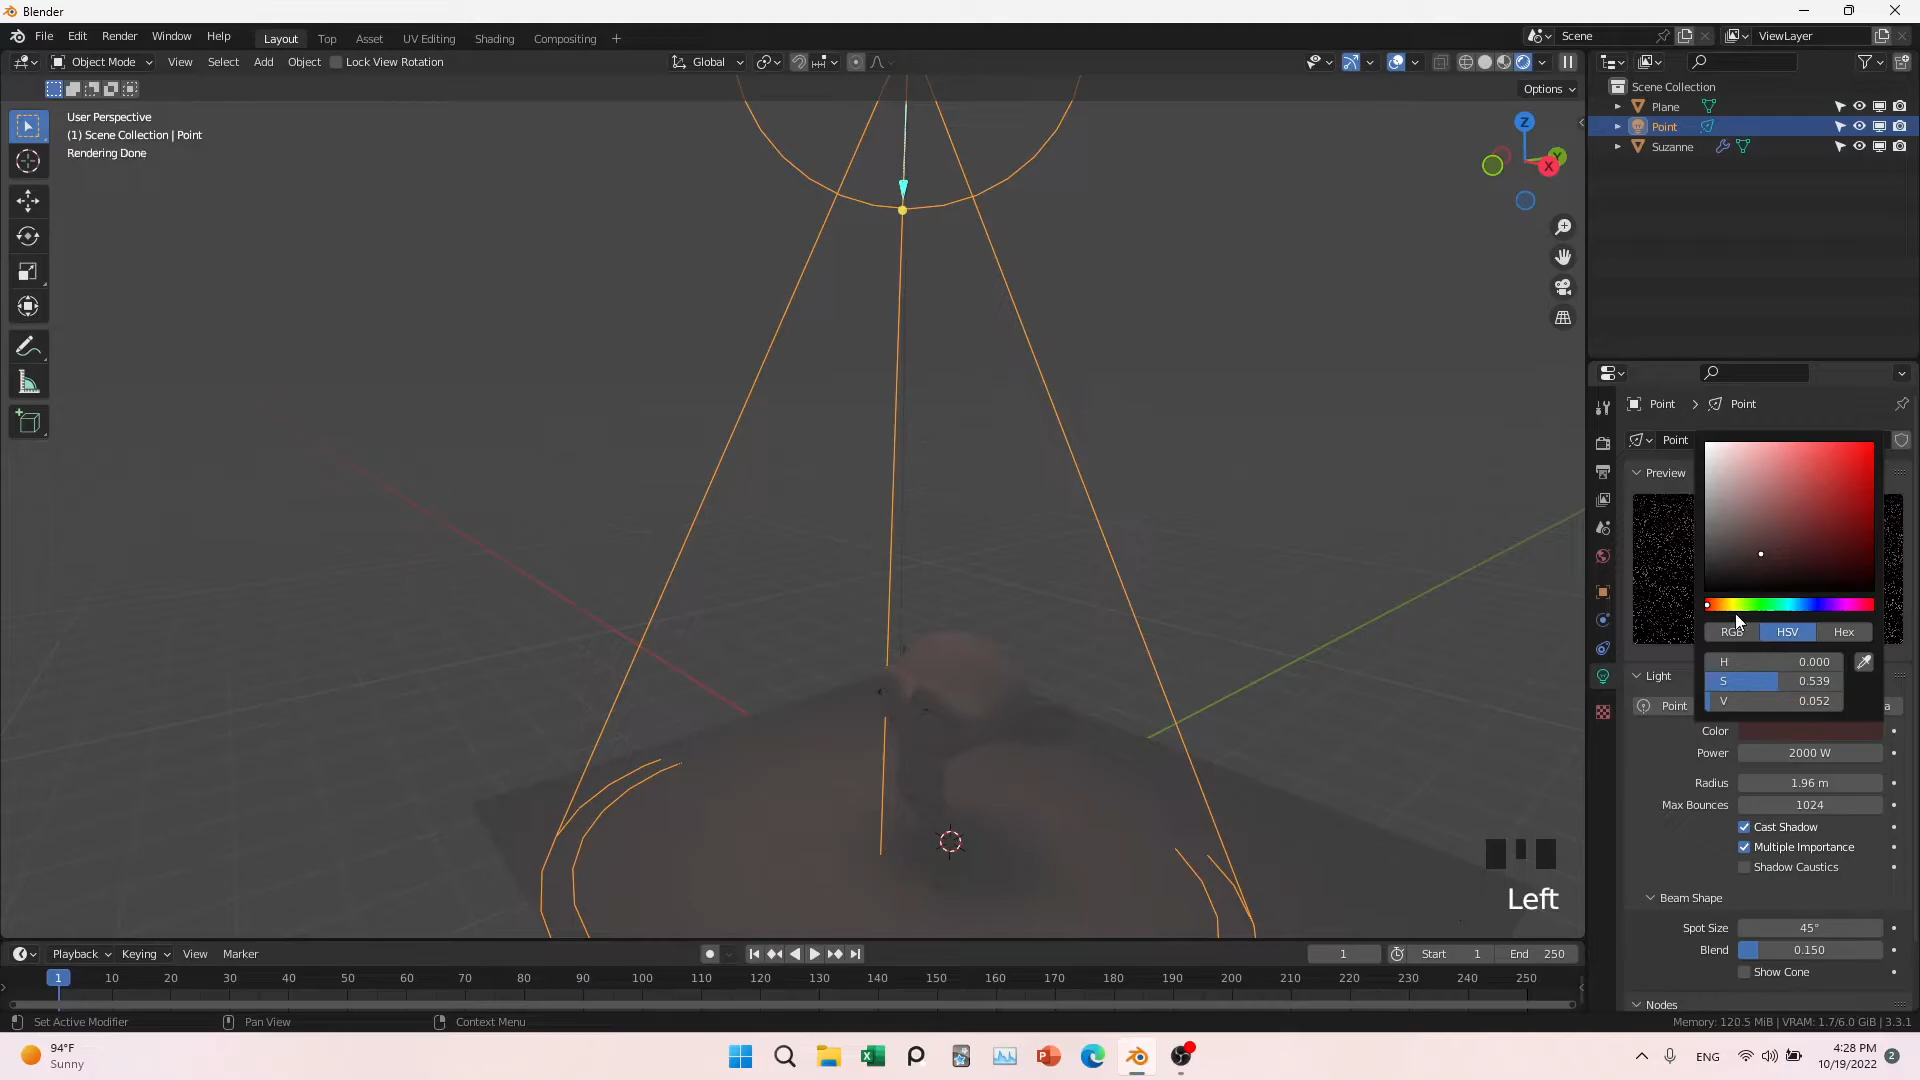 Blender
File Edit Render Window Help
Layout Top Asset UV Editing Shading Compositing +
Scene ViewLayer
Object Mode View Select Add Object Lock View Rotation Global
Options
User Perspective
(1) Scene Collection | Point
Rendering Done
Z
Y
X
Scene Collection
Plane
Point
Suzanne
Point > Point
Point
Preview
RGB HSV Hex
H 0.000
S 0.539
V 0.052
Light
Point a
Color
Power 2000 W
Radius 1.96 m
Max Bounces 1024
Cast Shadow
Multiple Importance
Shadow Caustics
Beam Shape
Spot Size 45°
Blend 0.150
Show Cone
Nodes
Left
Playback Keying View Marker
1 Start 1 End 250
1 10 20 30 40 50 60 70 80 90 100 110 120 130 140 150 160 170 180 190 200 210 220 230 240 250
Set Active Modifier Pan View Context Menu
Memory: 120.5 MiB | VRAM: 1.7/6.0 GiB | 3.3.1
94°F
Sunny
ENG
4:28 PM
10/19/2022
2